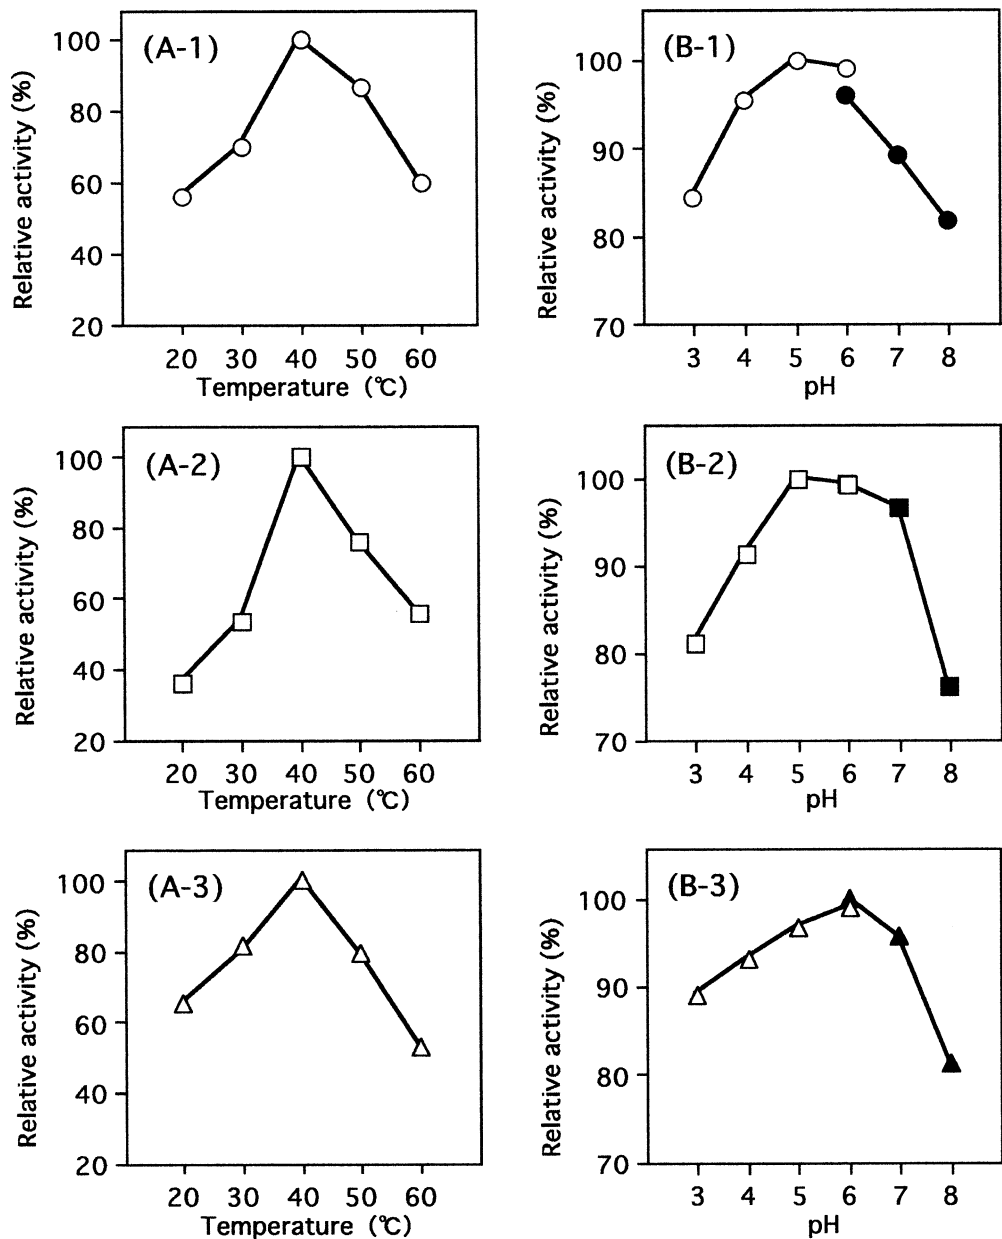 (A-1)
Relative activity (%)
100
80
60
40
20
20 30 40 50 60
Temperature (℃)
(B-1)
Relative activity (%)
100
90
80
70
3 4 5 6 7 8
pH
(A-2)
Relative activity (%)
100
80
60
40
20
20 30 40 50 60
Temperature (℃)
(B-2)
Relative activity (%)
100
90
80
70
3 4 5 6 7 8
pH
(A-3)
Relative activity (%)
100
80
60
40
20
20 30 40 50 60
Temperature (℃)
(B-3)
Relative activity (%)
100
90
80
70
3 4 5 6 7 8
pH